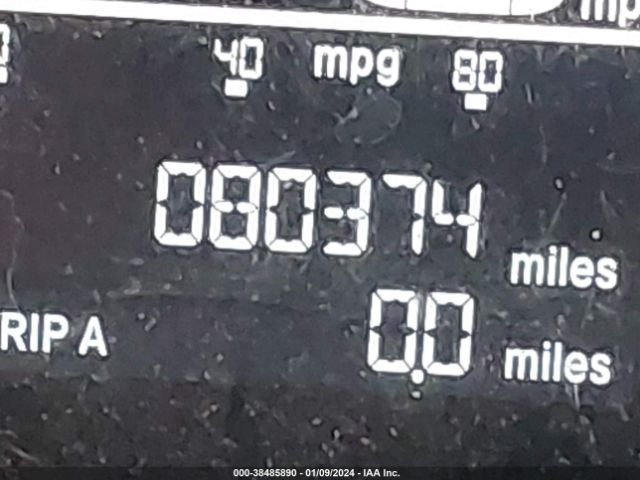 40 mpg 80
080374 miles
RIP A 0.0 miles
000-38485890 - 01/09/2024 - IAA Inc.